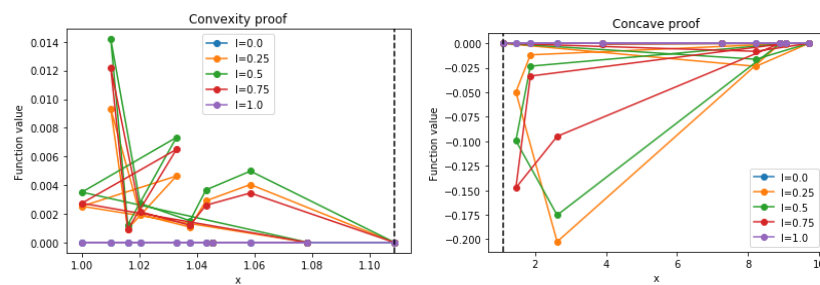 Convexity proof
Function value
0.014
0.012
0.010
0.008
0.006
0.004
0.002
0.000
l=0.0
l=0.25
l=0.5
l=0.75
l=1.0
1.00 1.02 1.04 1.06 1.08 1.10
x
Concave proof
Function value
0.000
−0.025
−0.050
−0.075
−0.100
−0.125
−0.150
−0.175
−0.200
l=0.0
l=0.25
l=0.5
l=0.75
l=1.0
2 4 6 8 10
x